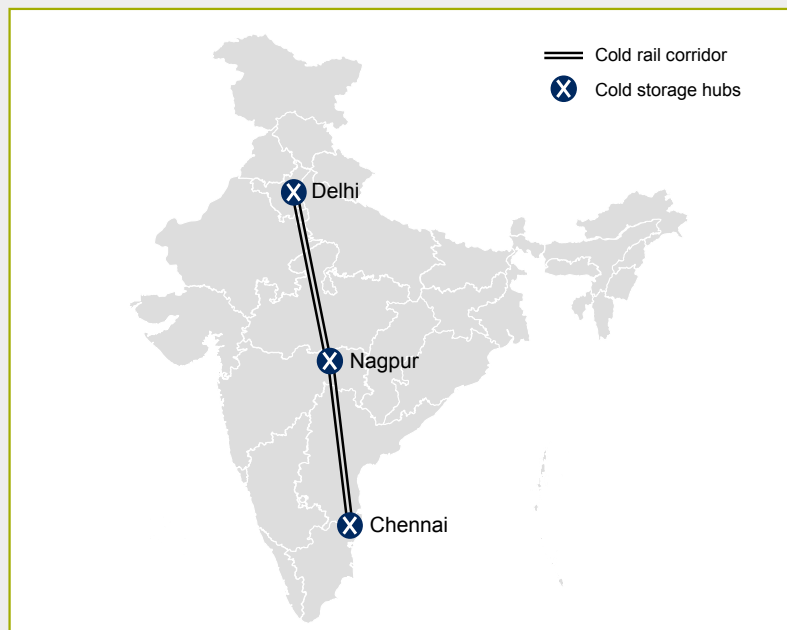 Cold rail corridor
Cold storage hubs
Delhi
Nagpur
Chennai